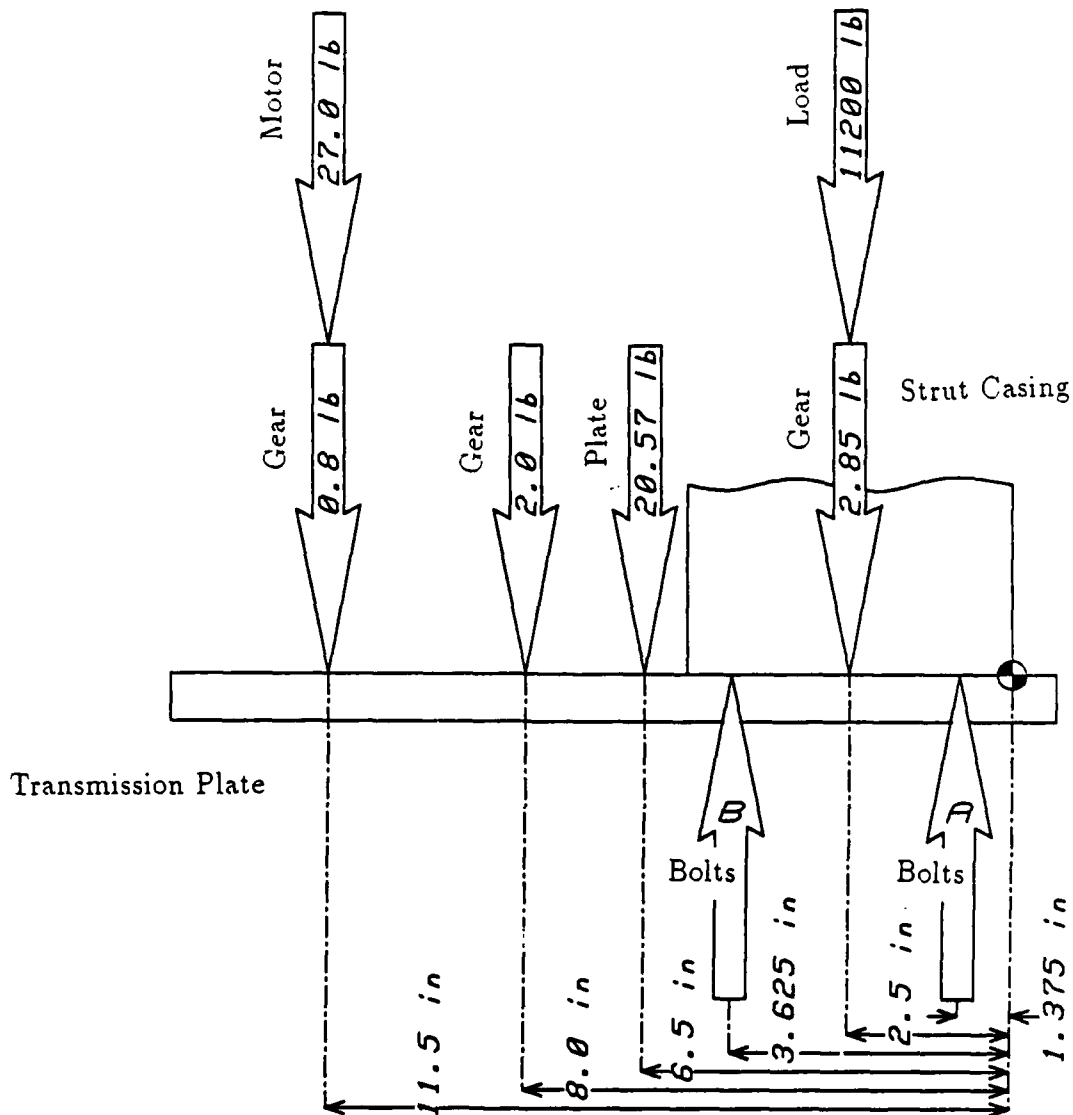 Motor
27.0 lb
Load
11200 lb
Gear
0.8 lb
Gear
2.0 lb
Plate
20.57 lb
Gear
2.85 lb
Strut Casing
Transmission Plate
B
Bolts
A
Bolts
11.5 in
8.0 in
6.5 in
3.625 in
2.5 in
1.375 in